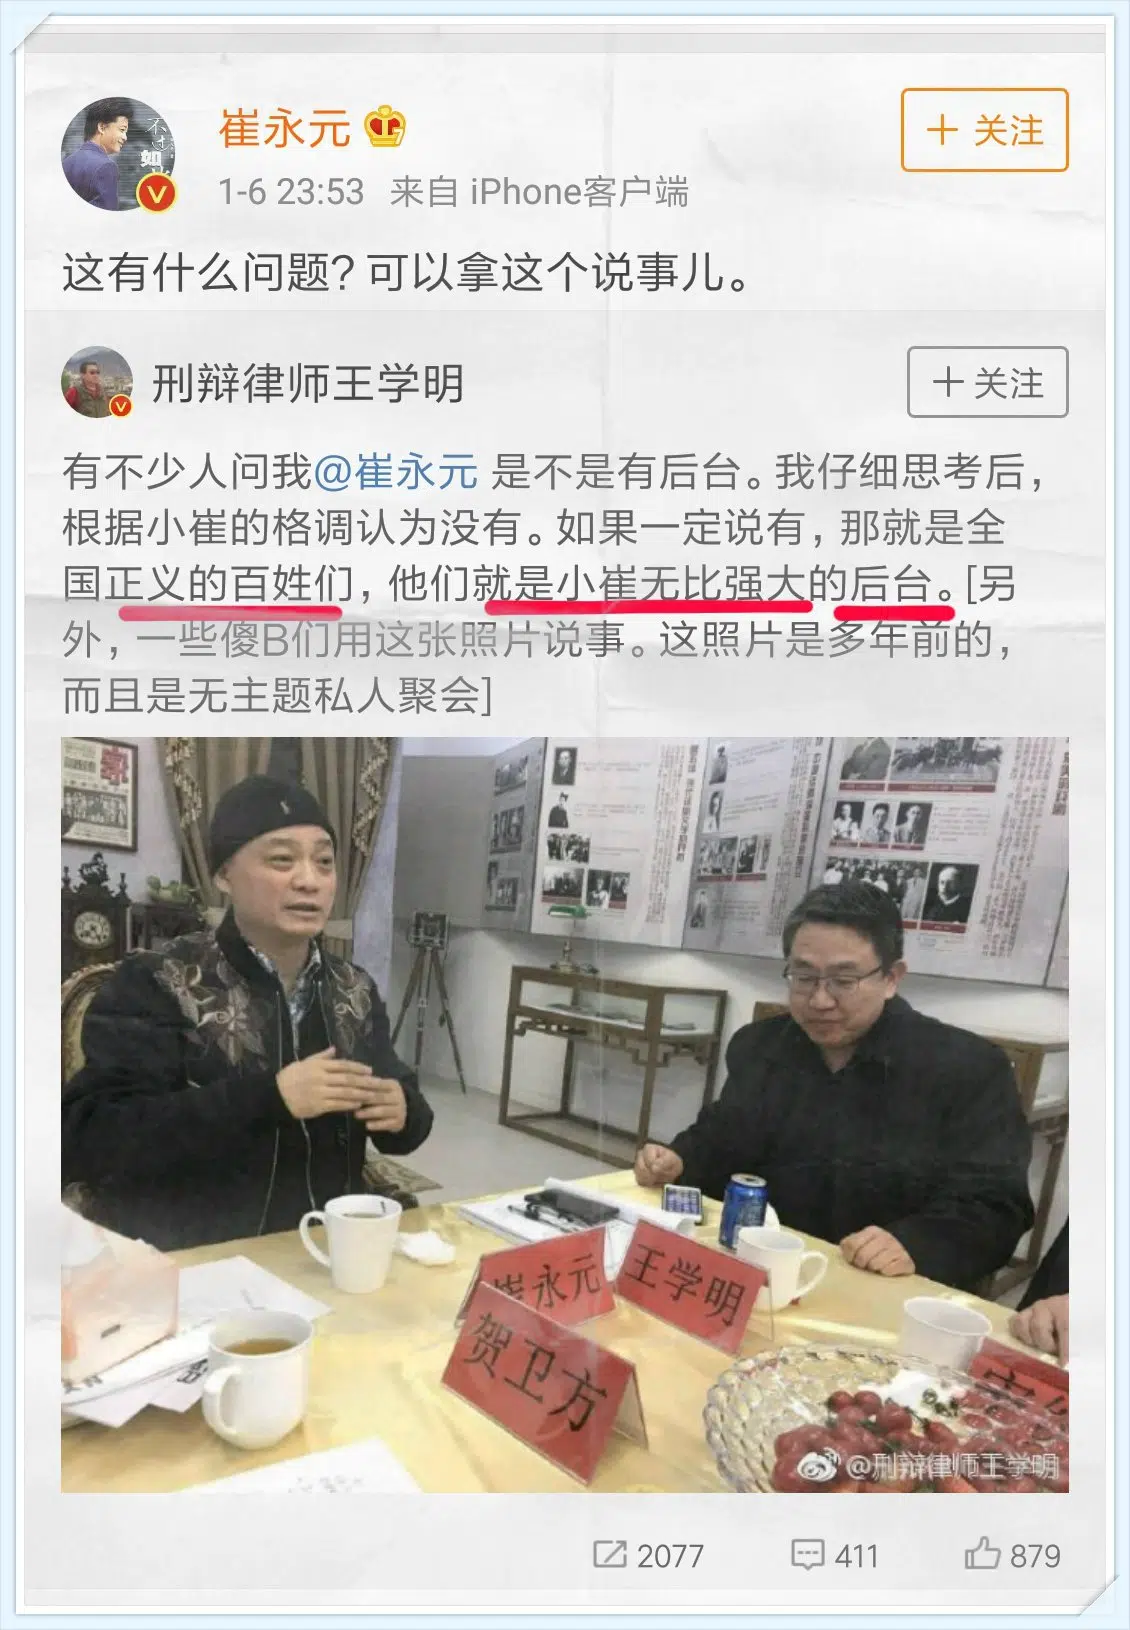 崔永元
+ 关注
1-6 23:53 来自 iPhone客户端
这有什么问题？可以拿这个说事儿。
刑辩律师王学明
+关注
有不少人问我@崔永元 是不是有后台。我仔细思考后，
根据小崔的格调认为没有。如果一定说有，那就是全
国正义的百姓们，他们就是小崔无比强大的后台。[另
外，一些傻B们用这张照片说事。这照片是多年前的，
而且是无主题私人聚会]
崔永元
王学明
贺卫方
@刑辩律师王学明
2077
411
879